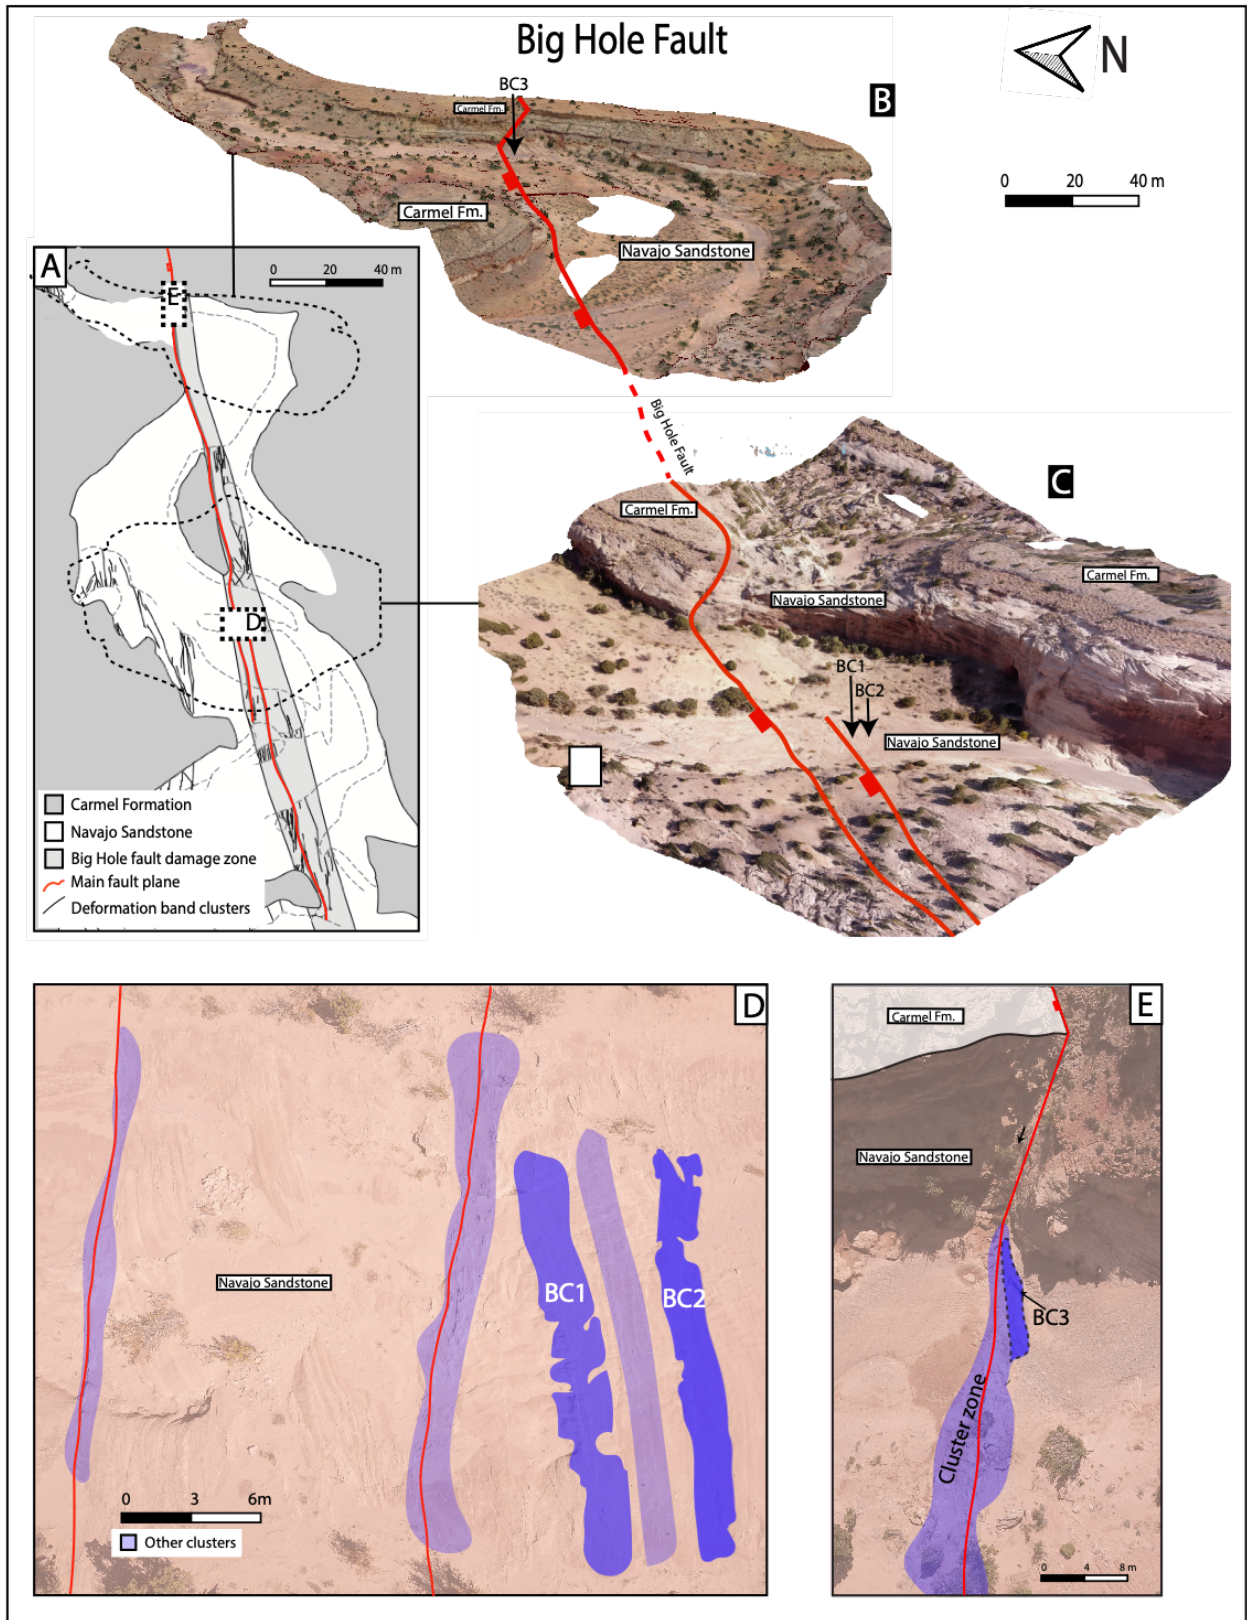 Big Hole Fault
N
B
BC3
Carmel Fm.
Carmel Fm.
Navajo Sandstone
0 20 40 m
A
0 20 40 m
E
D
Carmel Formation
Navajo Sandstone
Big Hole fault damage zone
Main fault plane
Deformation band clusters
Big Hole Fault
C
Carmel Fm.
Carmel Fm.
Navajo Sandstone
BC1
BC2
Navajo Sandstone
D
Navajo Sandstone
BC1
BC2
0 3 6m
Other clusters
E
Carmel Fm.
Navajo Sandstone
BC3
Cluster zone
0 4 8 m